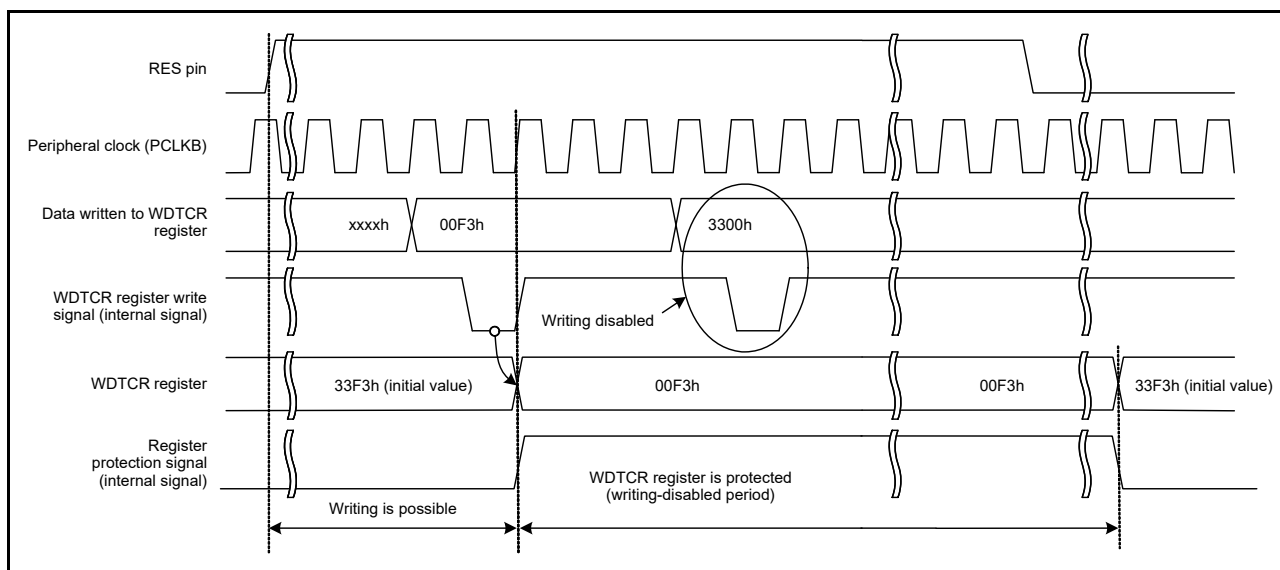 RES pin
Peripheral clock (PCLKB)
Data written to WDTCR
register
xxxxh
00F3h
3300h
WDTCR register write
signal (internal signal)
Writing disabled
WDTCR register
33F3h (initial value)
00F3h
00F3h
33F3h (initial value)
Register
protection signal
(internal signal)
WDTCR register is protected
(writing-disabled period)
Writing is possible